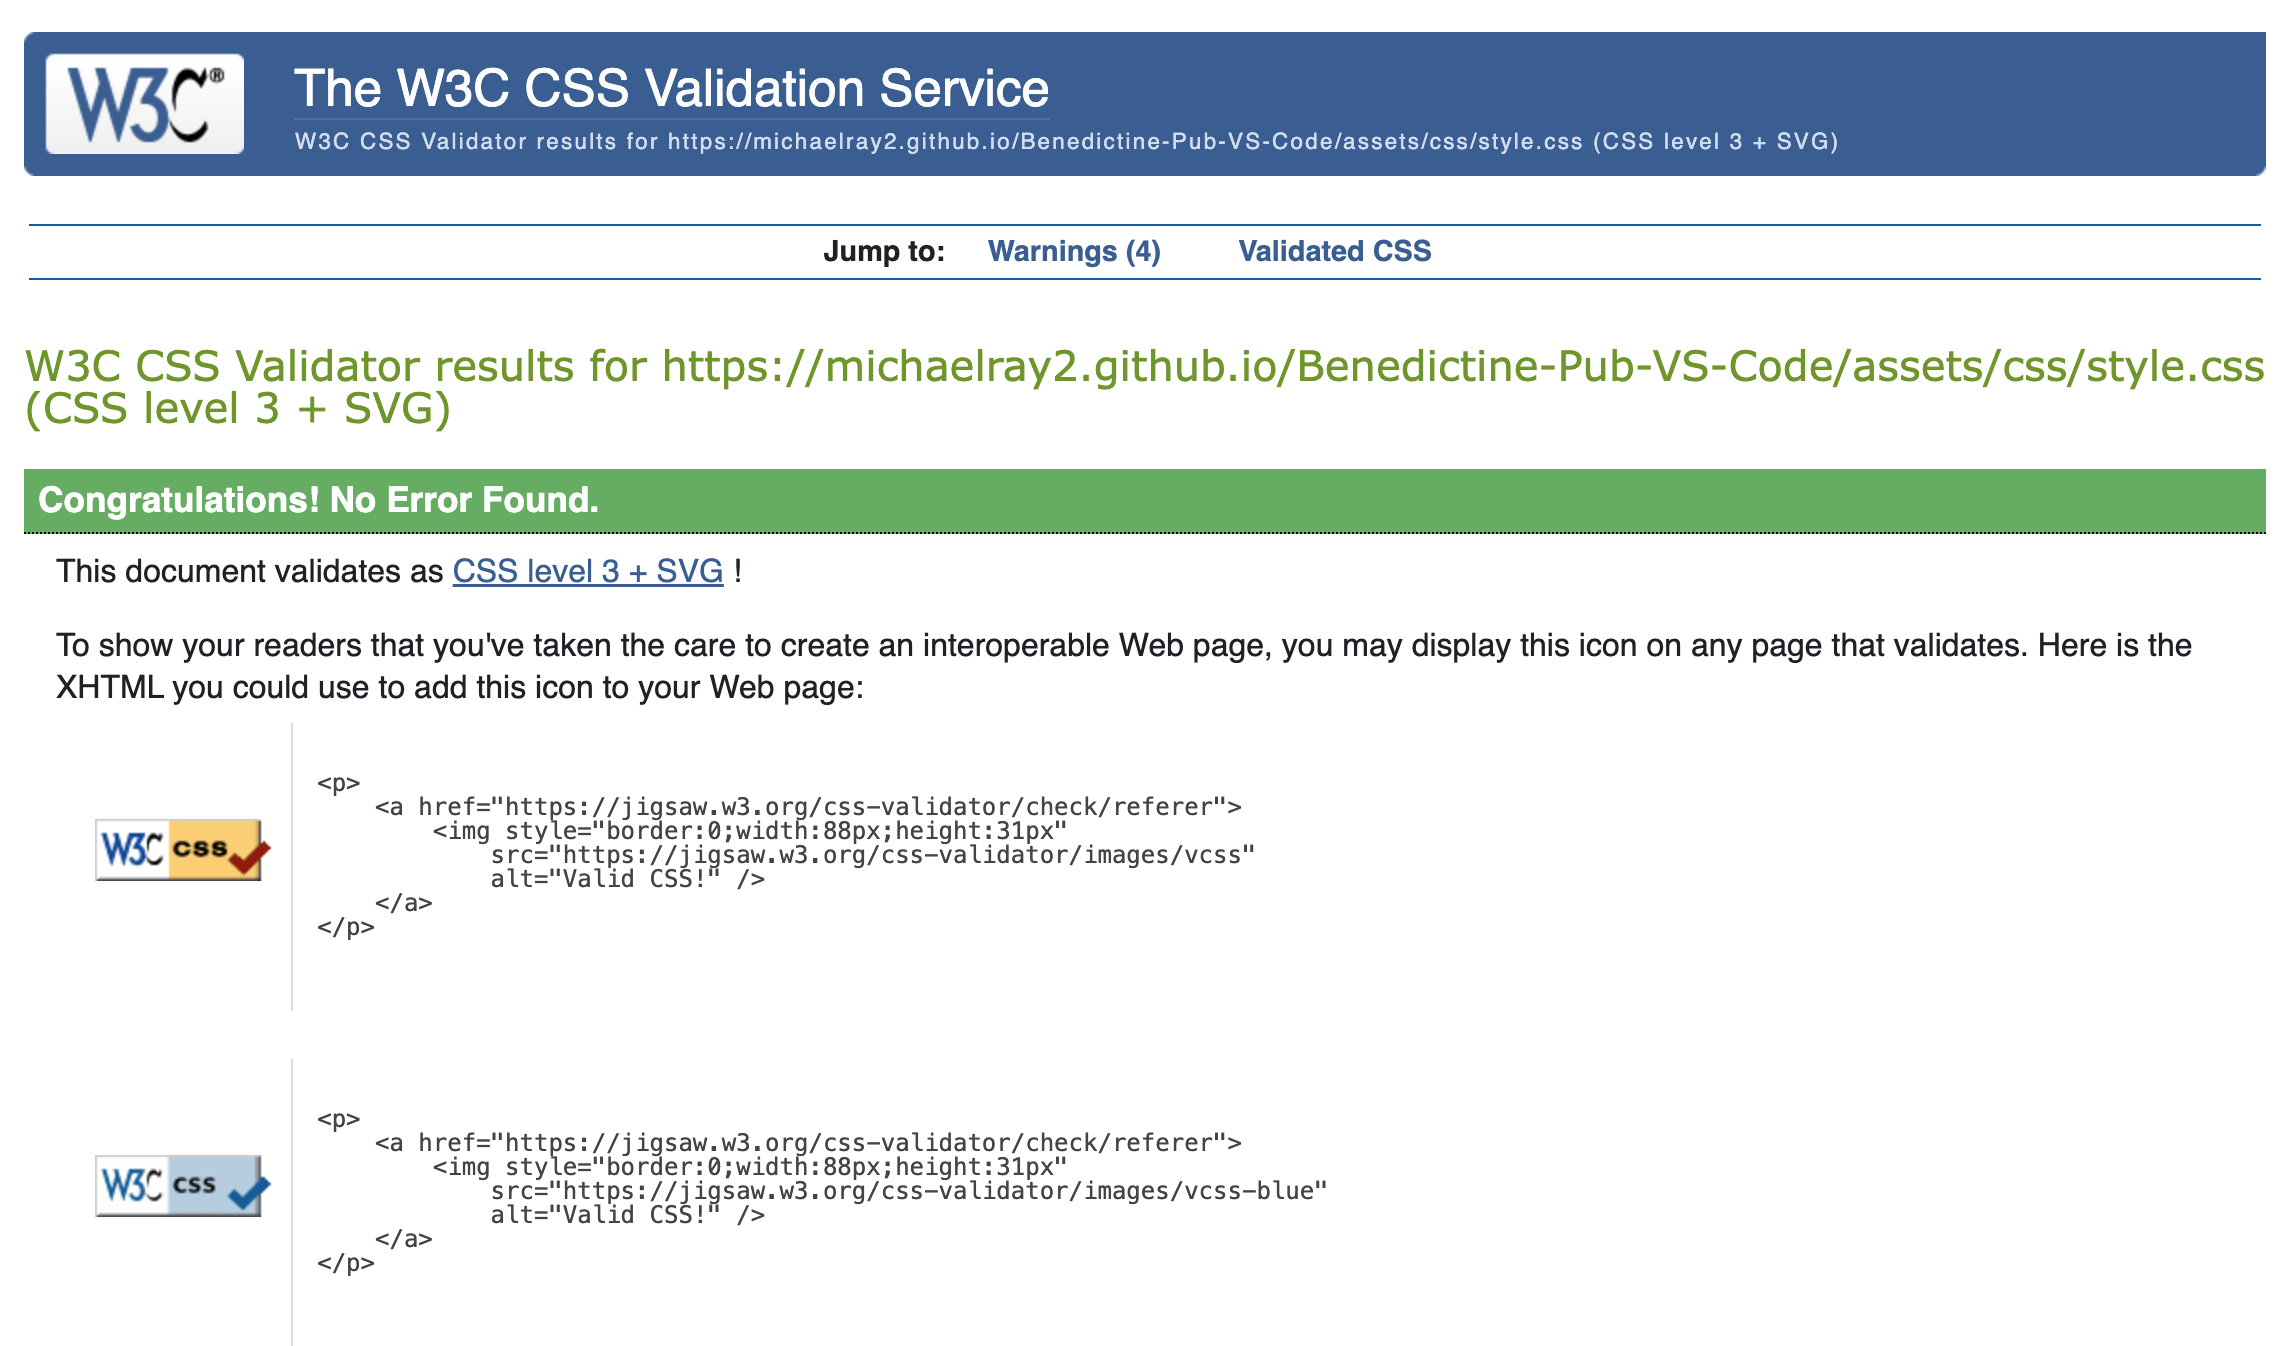 W3C®
The W3C CSS Validation Service
W3C CSS Validator results for https://michaelray2.github.io/Benedictine-Pub-VS-Code/assets/css/style.css (CSS level 3 + SVG)
Jump to: Warnings (4) Validated CSS
W3C CSS Validator results for https://michaelray2.github.io/Benedictine-Pub-VS-Code/assets/css/style.css
(CSS level 3 + SVG)
Congratulations! No Error Found.
This document validates as CSS level 3 + SVG !
To show your readers that you've taken the care to create an interoperable Web page, you may display this icon on any page that validates. Here is the
XHTML you could use to add this icon to your Web page:
W3C css
<p>
<a href="https://jigsaw.w3.org/css-validator/check/referer">
<img style="border:0;width:88px;height:31px"
src="https://jigsaw.w3.org/css-validator/images/vcss"
alt="Valid CSS!" />
</a>
</p>
W3C css
<p>
<a href="https://jigsaw.w3.org/css-validator/check/referer">
<img style="border:0;width:88px;height:31px"
src="https://jigsaw.w3.org/css-validator/images/vcss-blue"
alt="Valid CSS!" />
</a>
</p>